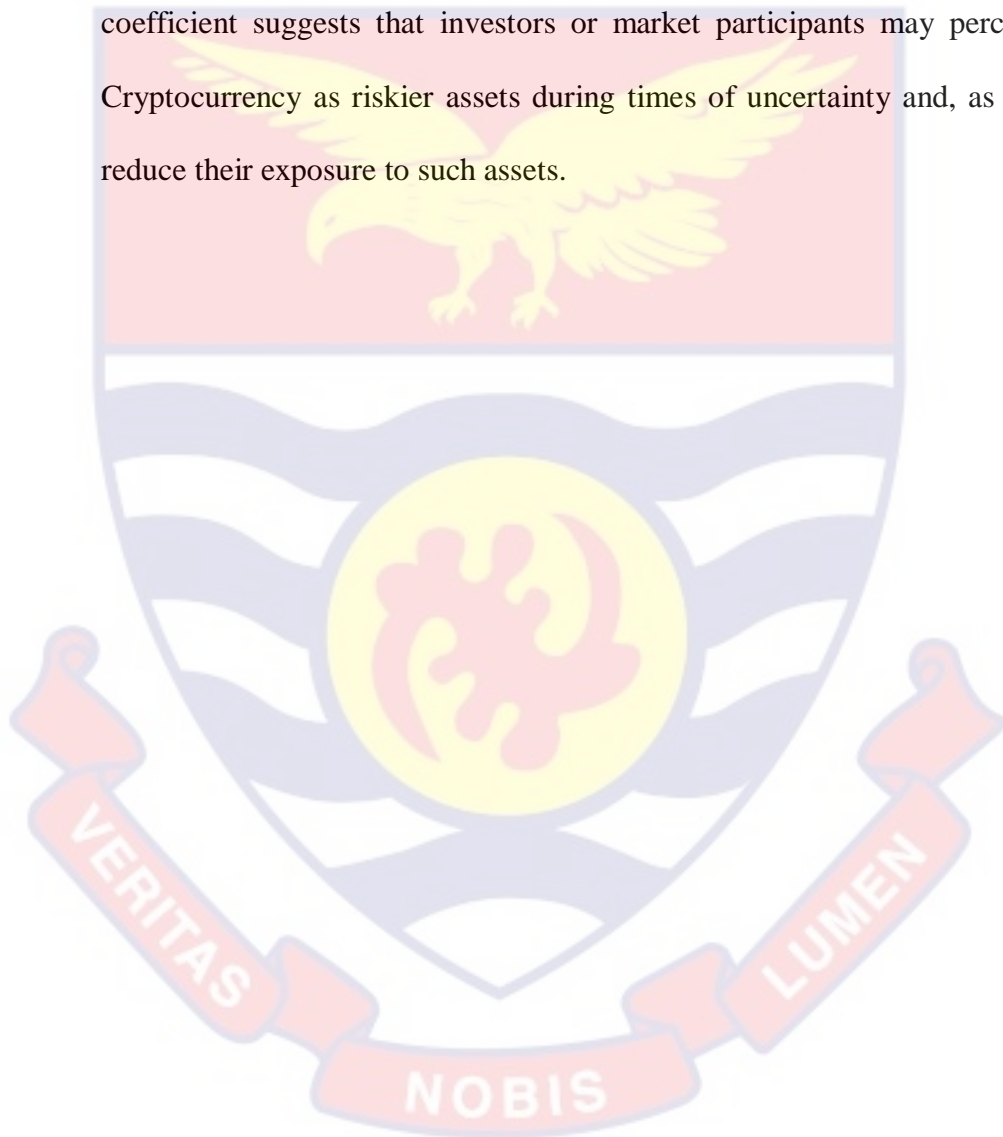 coefficient suggests that investors or market participants may perc
Cryptocurrency as riskier assets during times of uncertainty and, as
reduce their exposure to such assets.
VERITAS
NOBIS
LUMEN